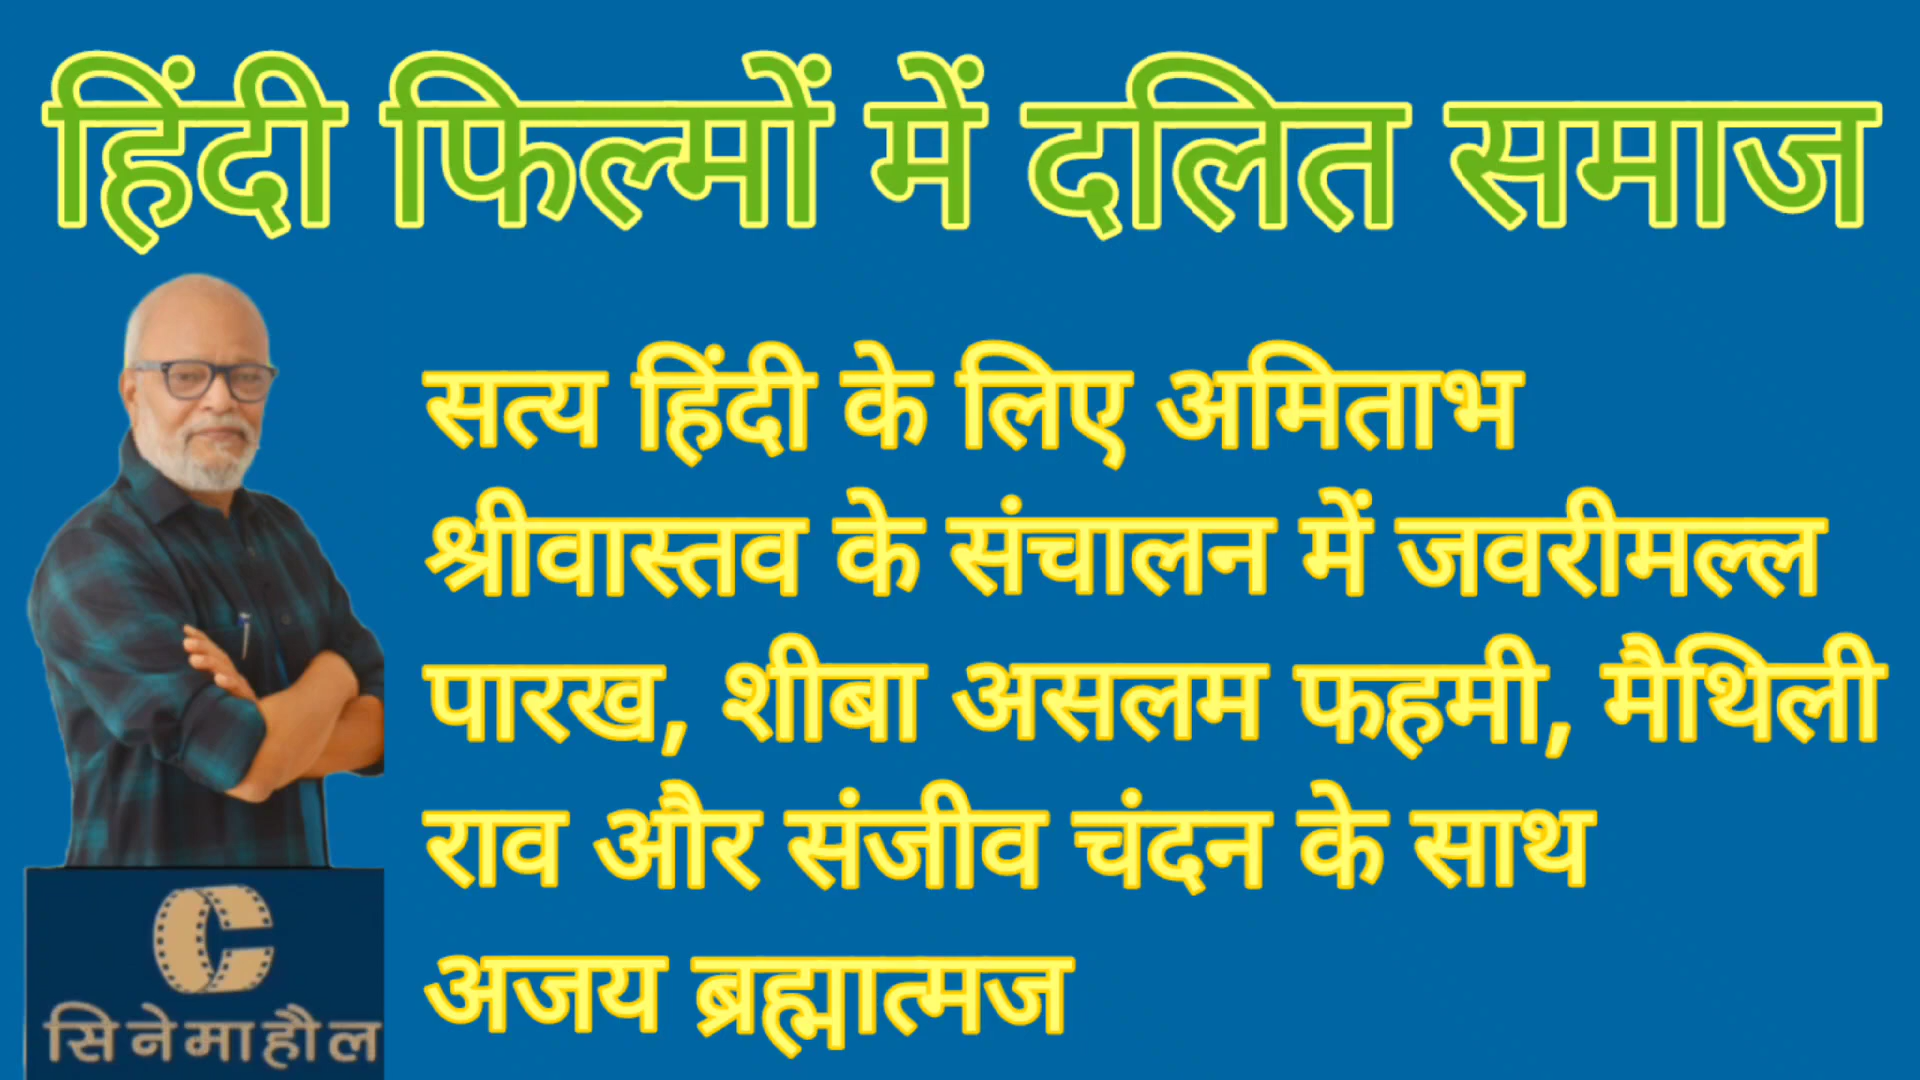 हिंदी फिल्मों में दलित समाज
सत्य हिंदी के लिए अमिताभ
श्रीवास्तव के संचालन में जवरीमल्ल
पारख, शीबा असलम फहमी, मैथिली
राव और संजीव चंदन के साथ
अजय ब्रह्मात्मज
सिनेमाहौल